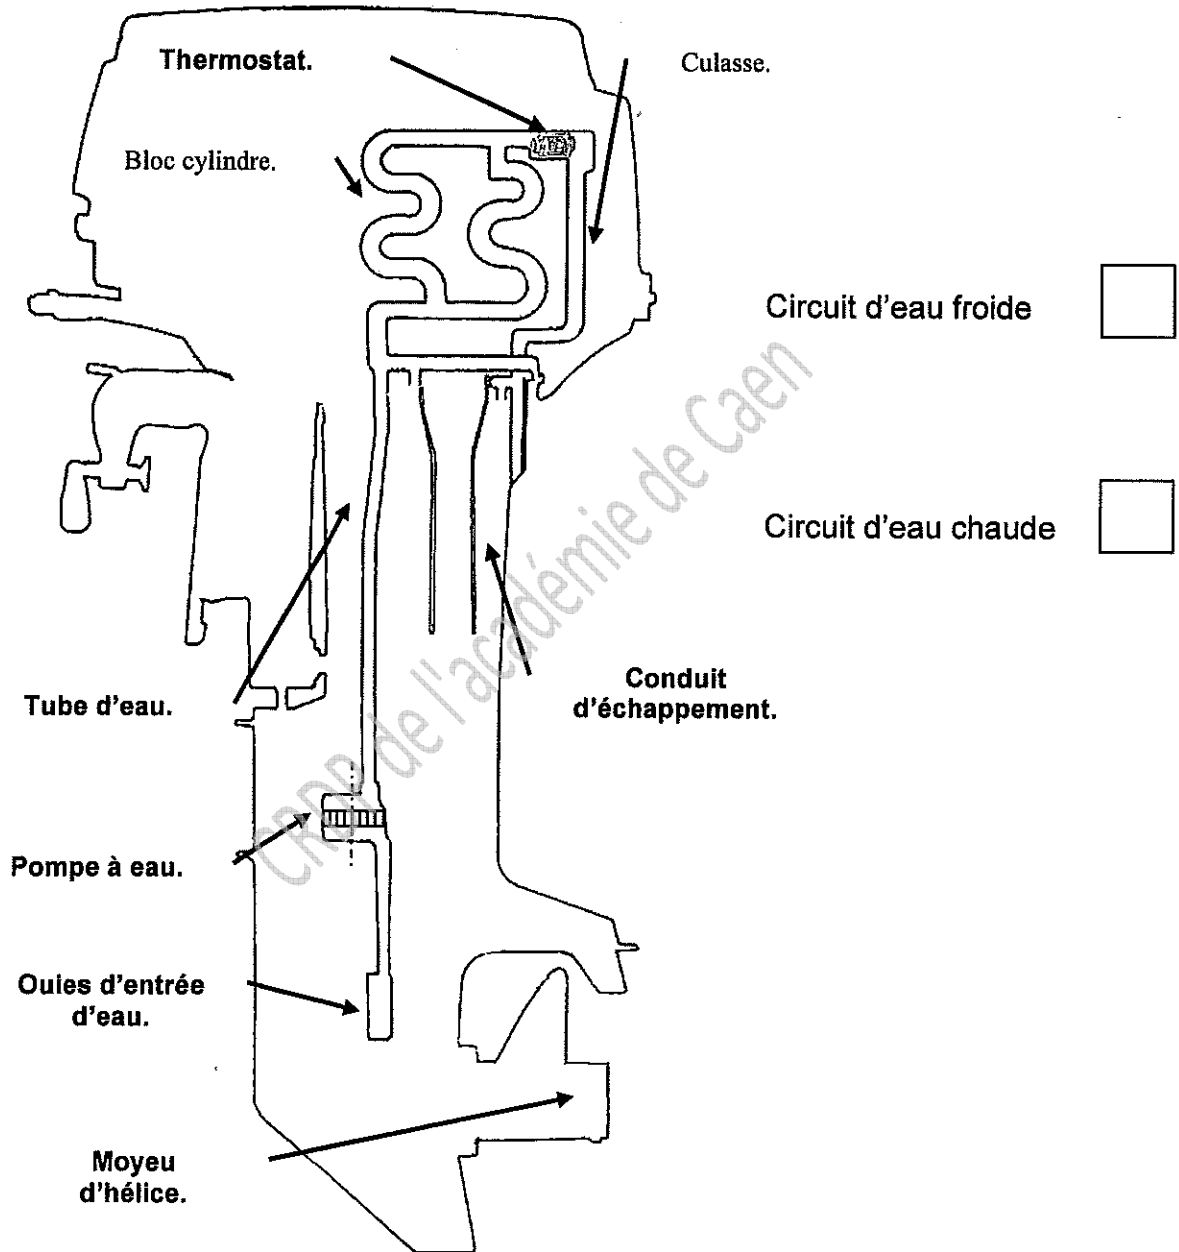 Thermostat.
Culasse.
Bloc cylindre.
Circuit d'eau froide
Circuit d'eau chaude
Tube d'eau.
Conduit
d'échappement.
Pompe à eau.
Ouies d'entrée
d'eau.
Moyeu
d'hélice.
CRDP de l'académie de Caen